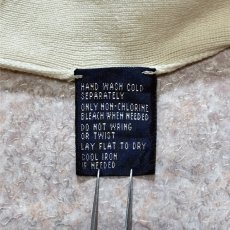 HAND WASH COLD
SEPARATELY
ONLY NON-CHLORINE
BLEACH WHEN NEEDED
DO NOT WRING
OR TWIST
LAY FLAT TO DRY
COOL IRON
IF NEEDED